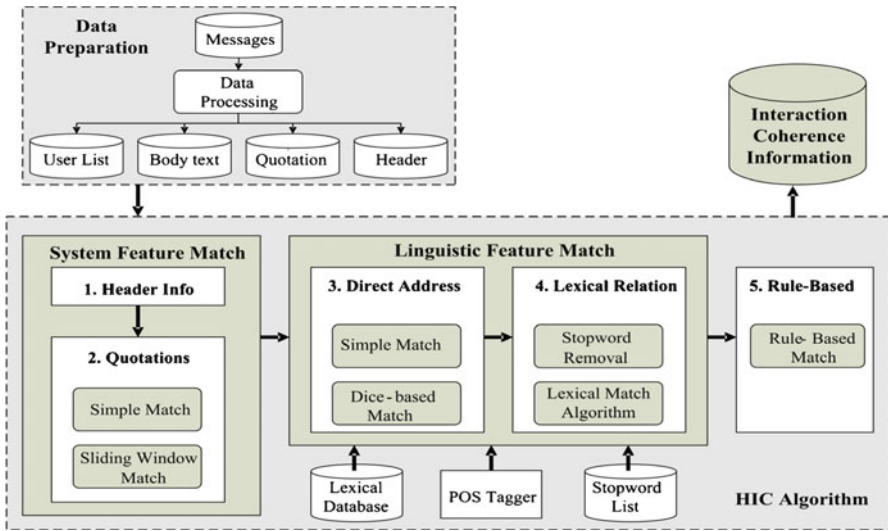 Data
Preparation
Messages
Data
Processing
User List
Body text
Quotation
Header
Interaction
Coherence
Information
System Feature Match
1. Header Info
2. Quotations
Simple Match
Sliding Window
Match
Linguistic Feature Match
3. Direct Address
Simple Match
Dice-based
Match
4. Lexical Relation
Stopword
Removal
Lexical Match
Algorithm
5. Rule-Based
Rule- Based
Match
Lexical
Database
POS Tagger
Stopword
List
HIC Algorithm